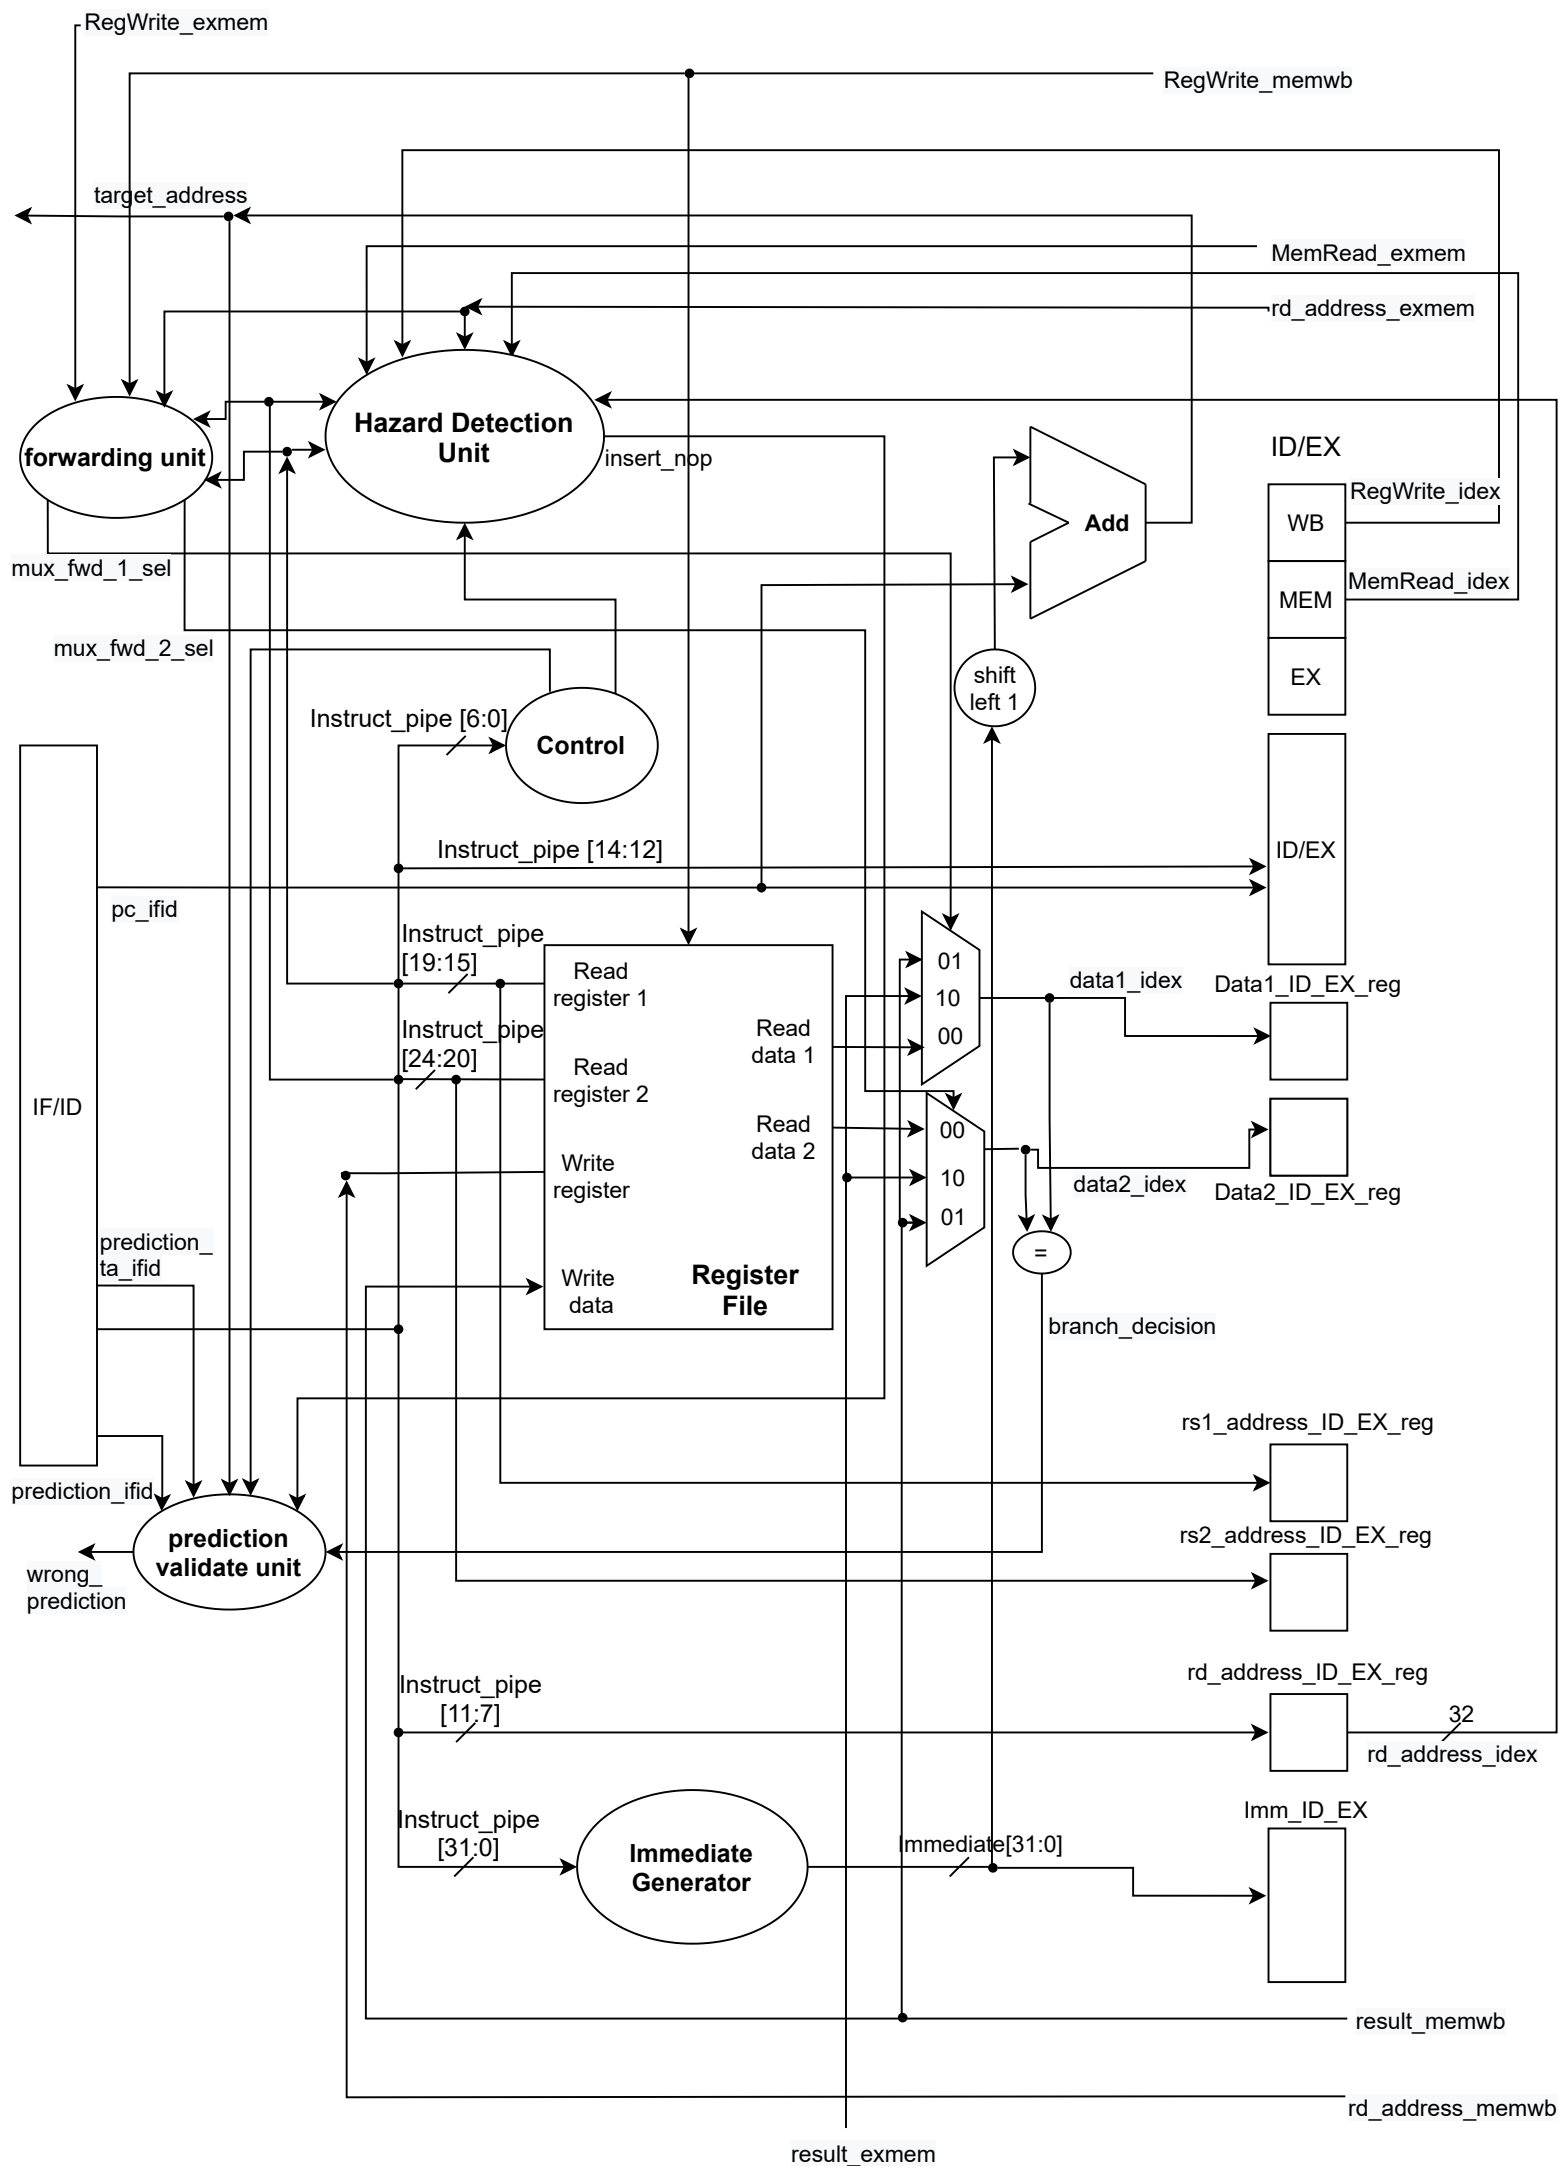 RegWrite_exmem
RegWrite_memwb
target_address
MemRead_exmem
rd_address_exmem
Hazard Detection
Unit
forwarding unit
insert_nop
ID/EX
RegWrite_idex
WB
Add
mux_fwd_1_sel
MemRead_idex
MEM
mux_fwd_2_sel
shift
left 1
EX
Instruct_pipe [6:0]
Control
Instruct_pipe [14:12]
ID/EX
pc_ifid
Instruct_pipe
[19:15]
Read
register 1
01
10
00
data1_idex
Data1_ID_EX_reg
Instruct_pipe
[24:20]
Read
data 1
Read
register 2
IF/ID
Read
data 2
00
10
01
Write
register
data2_idex
Data2_ID_EX_reg
prediction_
ta_ifid
=
Write
data
Register
File
branch_decision
rs1_address_ID_EX_reg
prediction_ifid
prediction
validate unit
rs2_address_ID_EX_reg
wrong_
prediction
rd_address_ID_EX_reg
Instruct_pipe
[11:7]
32
rd_address_idex
Imm_ID_EX
Instruct_pipe
[31:0]
Immediate
Generator
Immediate[31:0]
result_memwb
rd_address_memwb
result_exmem